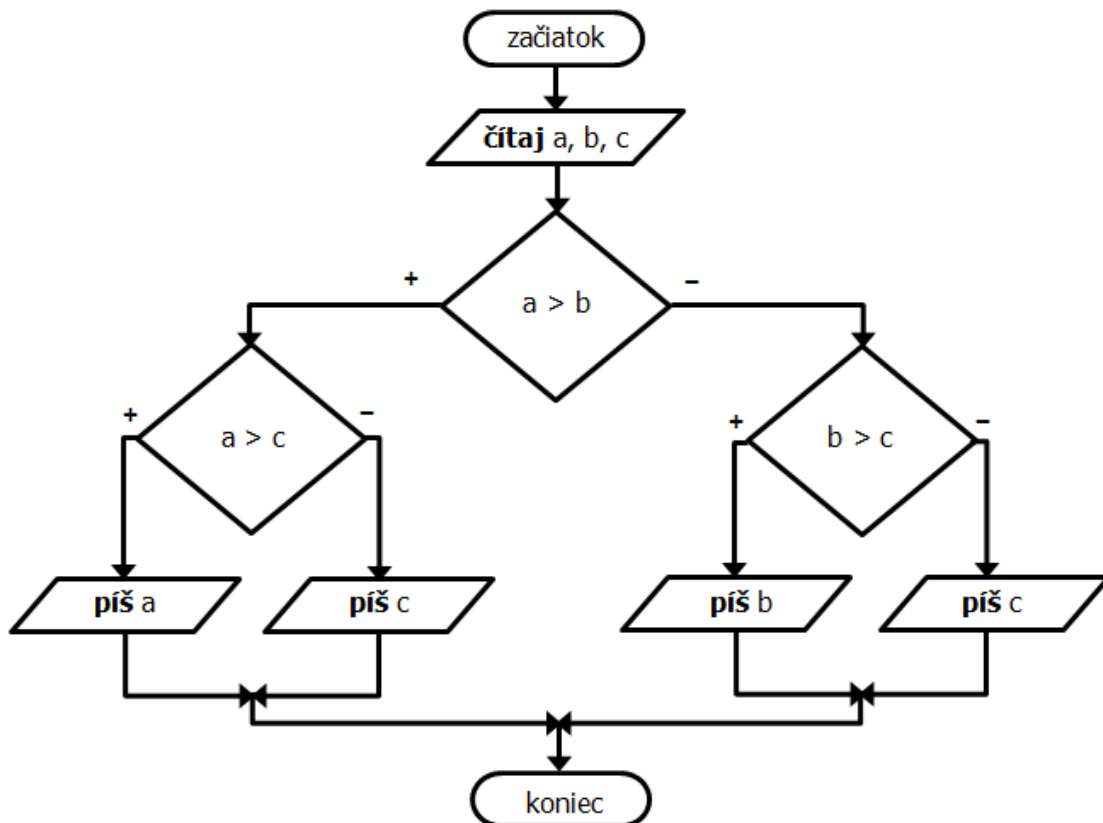 začiatok
čítaj a, b, c
+
–
a > b
+
–
a > c
+
–
b > c
píš a
píš c
píš b
píš c
koniec